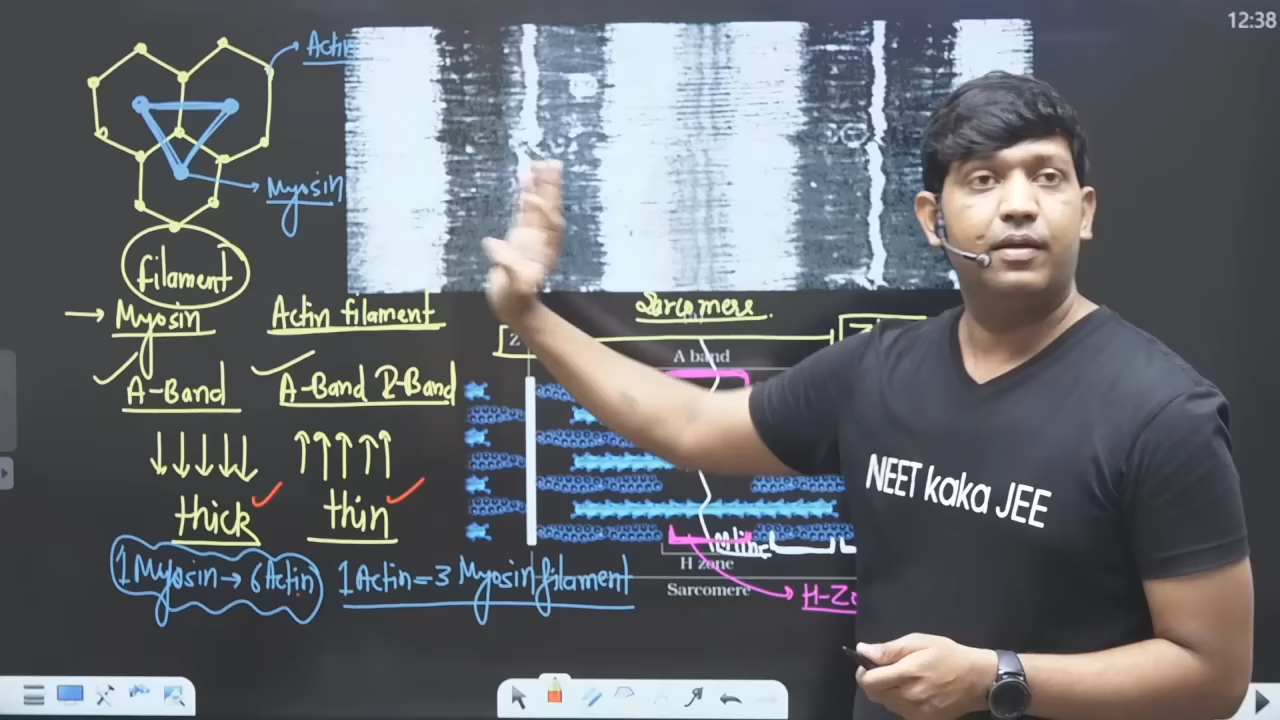 12:38
Actin
Myosin
filament
→ Myosin
Actin filament
A-Band
A-Band I-Band
thick
thin
1 Myosin → 6 Actin
1 Actin = 3 Myosin filament
Sarcomere.
Z
A band
M line
H zone
Sarcomere
NEET kaka JEE